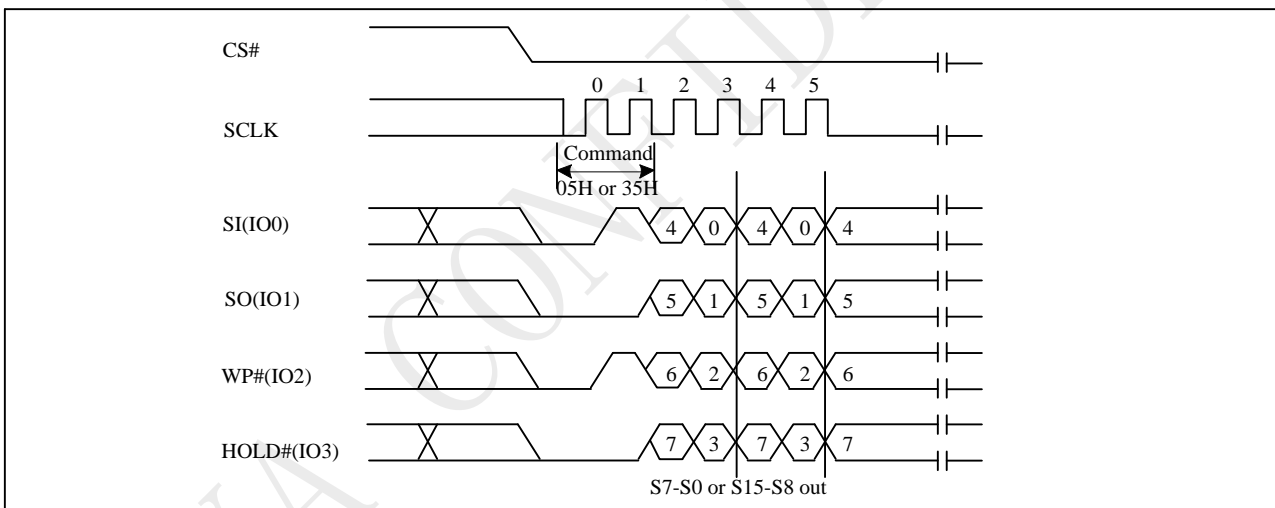 CS#
0 1 2 3 4 5
SCLK
Command
05H or 35H
SI(IO0) 4 0 4 0 4
SO(IO1) 5 1 5 1 5
WP#(IO2) 6 2 6 2 6
HOLD#(IO3) 7 3 7 3 7
S7-S0 or S15-S8 out